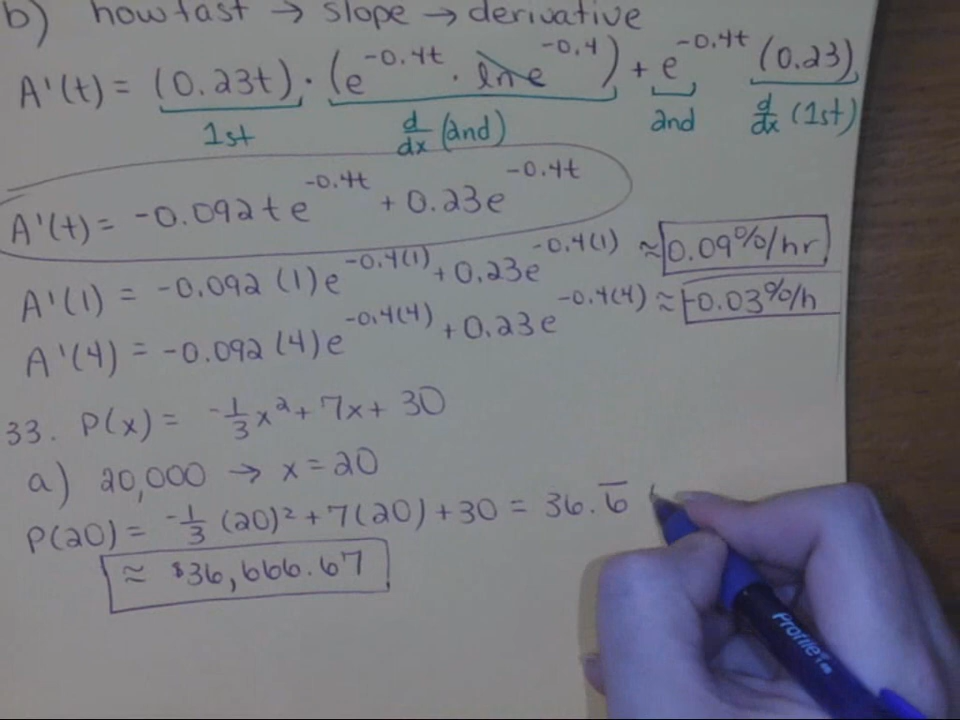 b) how fast → slope → derivative
A'(t) = (0.23t) · (e^-0.4t · ln e^-0.4) + e^-0.4t (0.23)
1st d/dx (2nd) 2nd d/dx (1st)
A'(t) = -0.092te^-0.4t + 0.23e^-0.4t
A'(1) = -0.092(1)e^-0.4(1) + 0.23e^-0.4(1) ≈ 0.09%/hr
A'(4) = -0.092(4)e^-0.4(4) + 0.23e^-0.4(4) ≈ -0.03%/h
33. P(x) = -1/3x² + 7x + 30
a) 20,000 → x = 20
P(20) = -1/3(20)² + 7(20) + 30 = 36.6̅
≈ $36,666.67
Profile